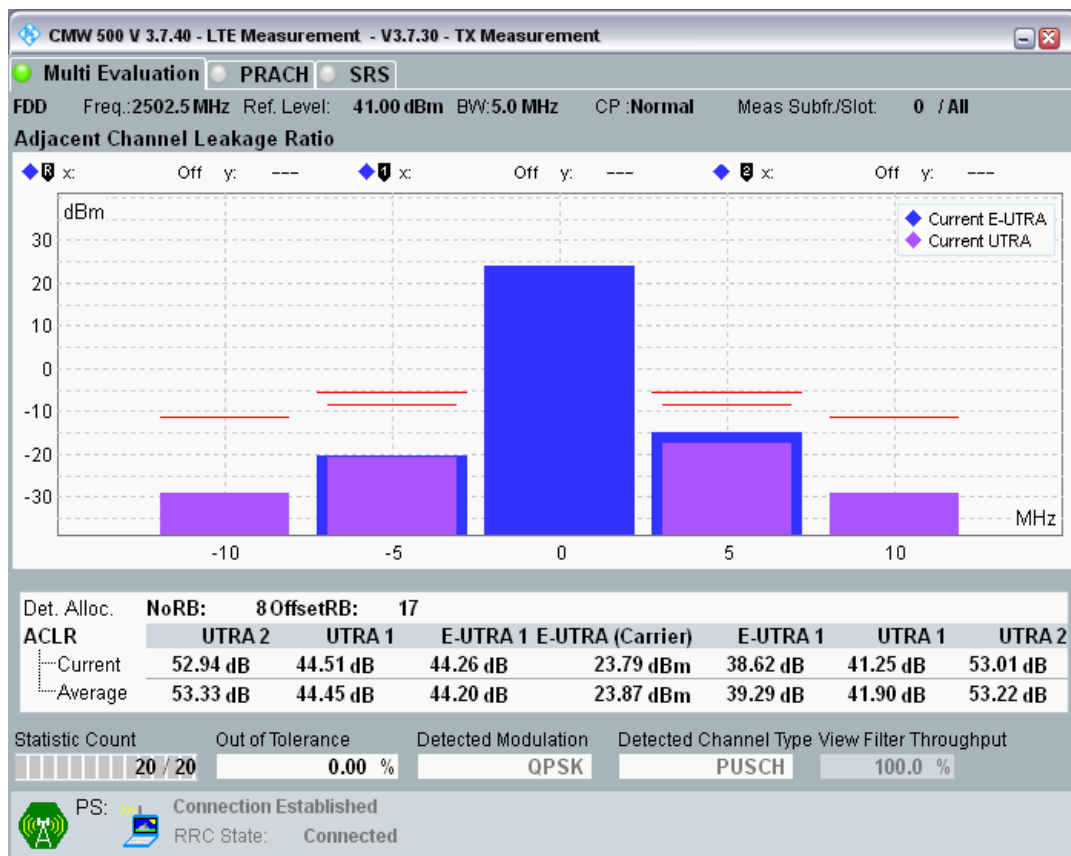 CMW 500 V 3.7.40 - LTE Measurement - V3.7.30 - TX Measurement
Multi Evaluation PRACH SRS
FDD Freq.:2502.5 MHz Ref. Level: 41.00 dBm BW:5.0 MHz CP :Normal Meas Subfr./Slot: 0 / All
Adjacent Channel Leakage Ratio
R x: Off y: --- 1 x: Off y: --- 2 x: Off y: ---
dBm
Current E-UTRA
Current UTRA
30
20
10
0
-10
-20
-30
MHz
-10 -5 0 5 10
Det. Alloc. NoRB: 8 OffsetRB: 17
ACLR UTRA 2 UTRA 1 E-UTRA 1 E-UTRA (Carrier) E-UTRA 1 UTRA 1 UTRA 2
Current 52.94 dB 44.51 dB 44.26 dB 23.79 dBm 38.62 dB 41.25 dB 53.01 dB
Average 53.33 dB 44.45 dB 44.20 dB 23.87 dBm 39.29 dB 41.90 dB 53.22 dB
Statistic Count Out of Tolerance Detected Modulation Detected Channel Type View Filter Throughput
20 / 20 0.00 % QPSK PUSCH 100.0 %
PS: Connection Established
RRC State: Connected